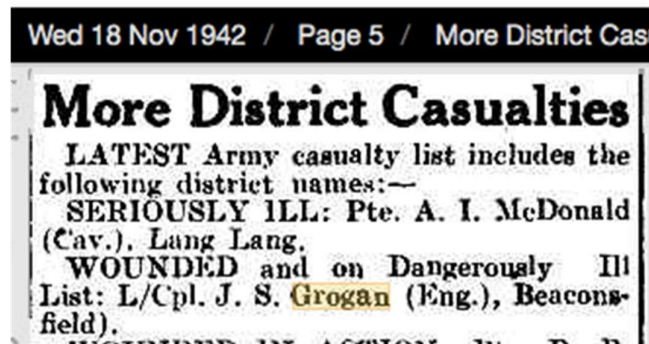 Wed 18 Nov 1942 / Page 5 / More District Cas
More District Casualties
LATEST Army casualty list includes the
following district names:—
SERIOUSLY ILL: Pte. A. I. McDonald
(Cav.), Lang Lang.
WOUNDED and on Dangerously Ill
List: L/Cpl. J. S. Grogan (Eng.), Beacons-
field).